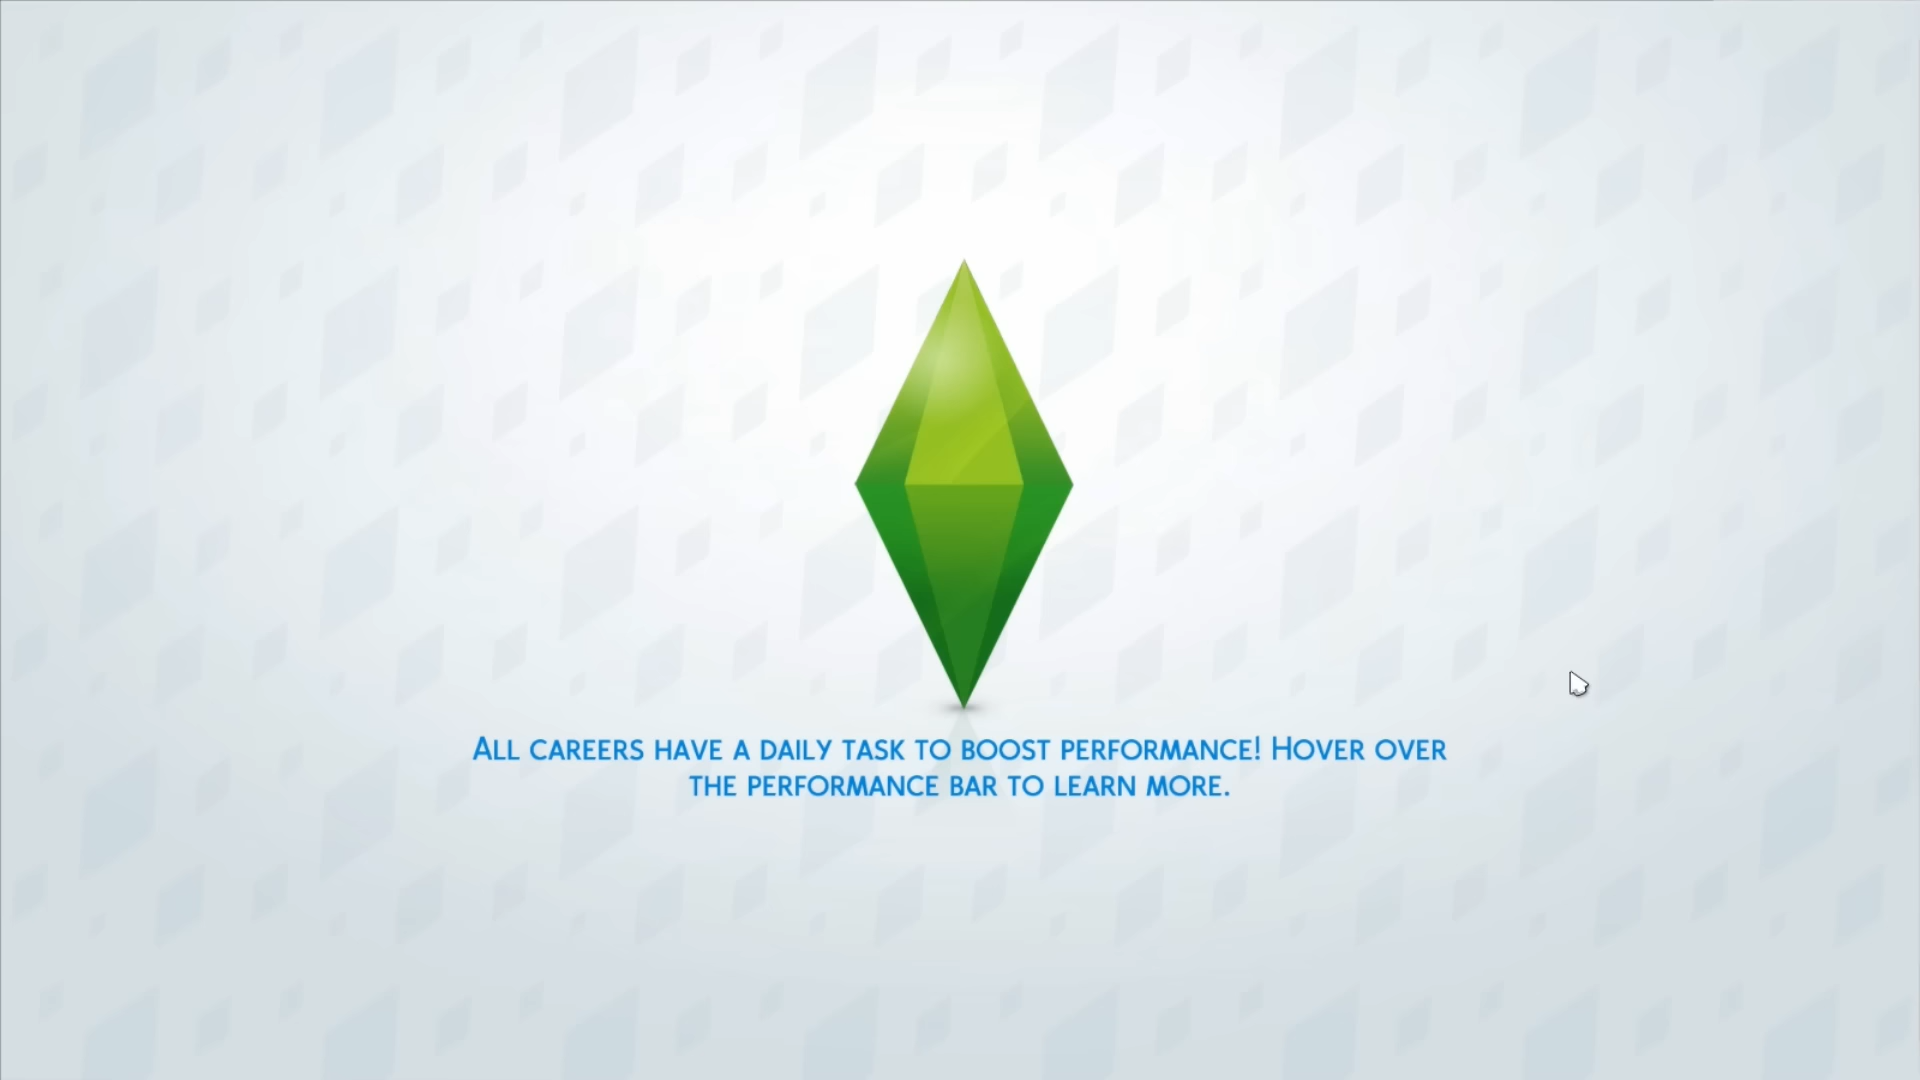 All careers have a daily task to boost performance! Hover over
the performance bar to learn more.